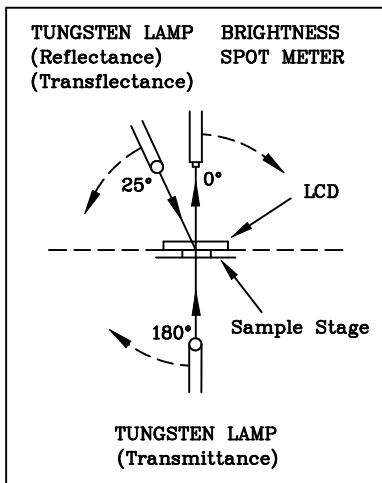 TUNGSTEN LAMP
(Reflectance)
(Transflectance)
BRIGHTNESS
SPOT METER
25°
0°
LCD
180°
Sample Stage
TUNGSTEN LAMP
(Transmittance)